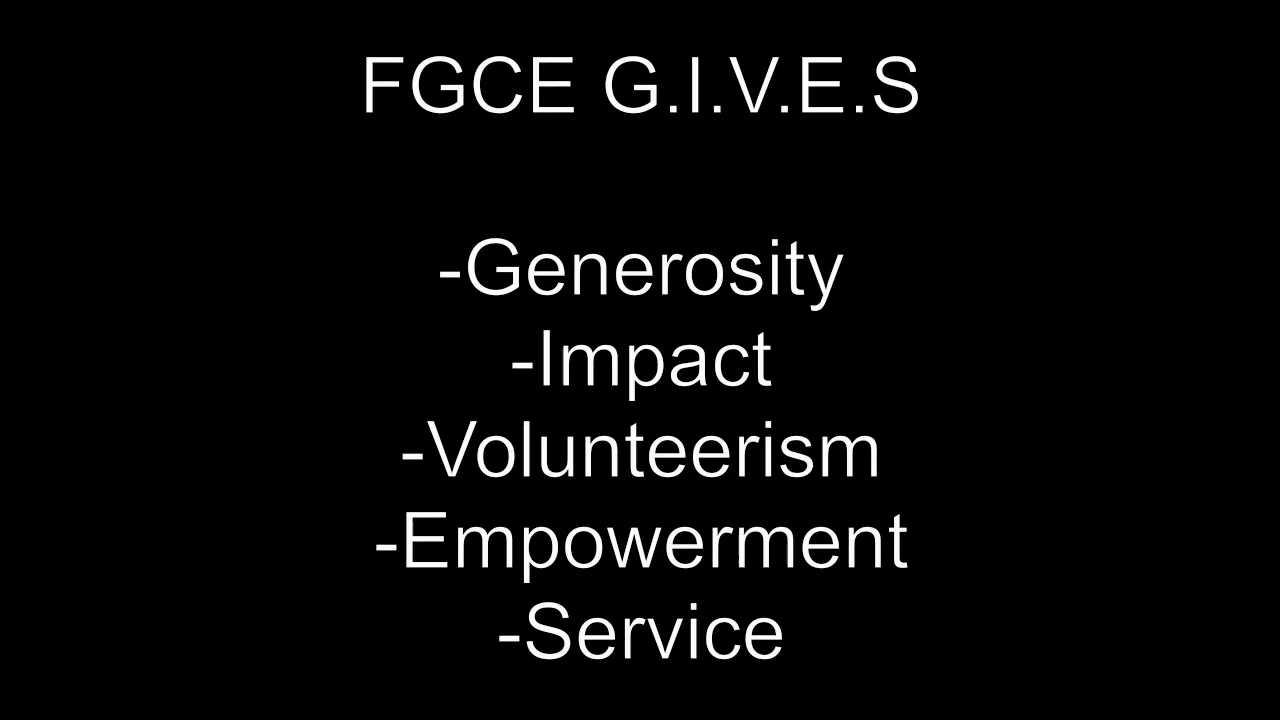 FGCE G.I.V.E.S
-Generosity
-Impact
-Volunteerism
-Empowerment
-Service